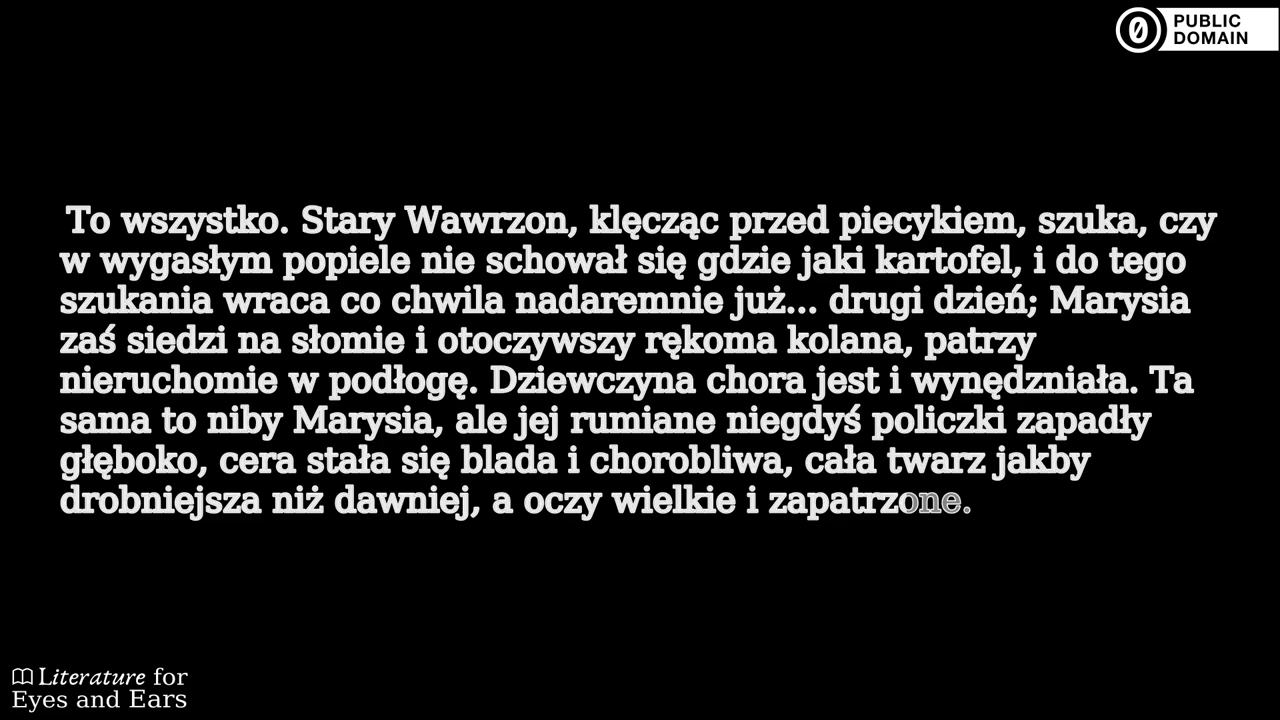 PUBLIC
DOMAIN
To wszystko. Stary Wawrzon, klęcząc przed piecykiem, szuka, czy
w wygasłym popiele nie schował się gdzie jaki kartofel, i do tego
szukania wraca co chwila nadaremnie już... drugi dzień; Marysia
zaś siedzi na słomie i otoczywszy rękoma kolana, patrzy
nieruchomie w podłogę. Dziewczyna chora jest i wynędzniała. Ta
sama to niby Marysia, ale jej rumiane niegdyś policzki zapadły
głęboko, cera stała się blada i chorobliwa, cała twarz jakby
drobniejsza niż dawniej, a oczy wielkie i zapatrzone.
Literature for
Eyes and Ears